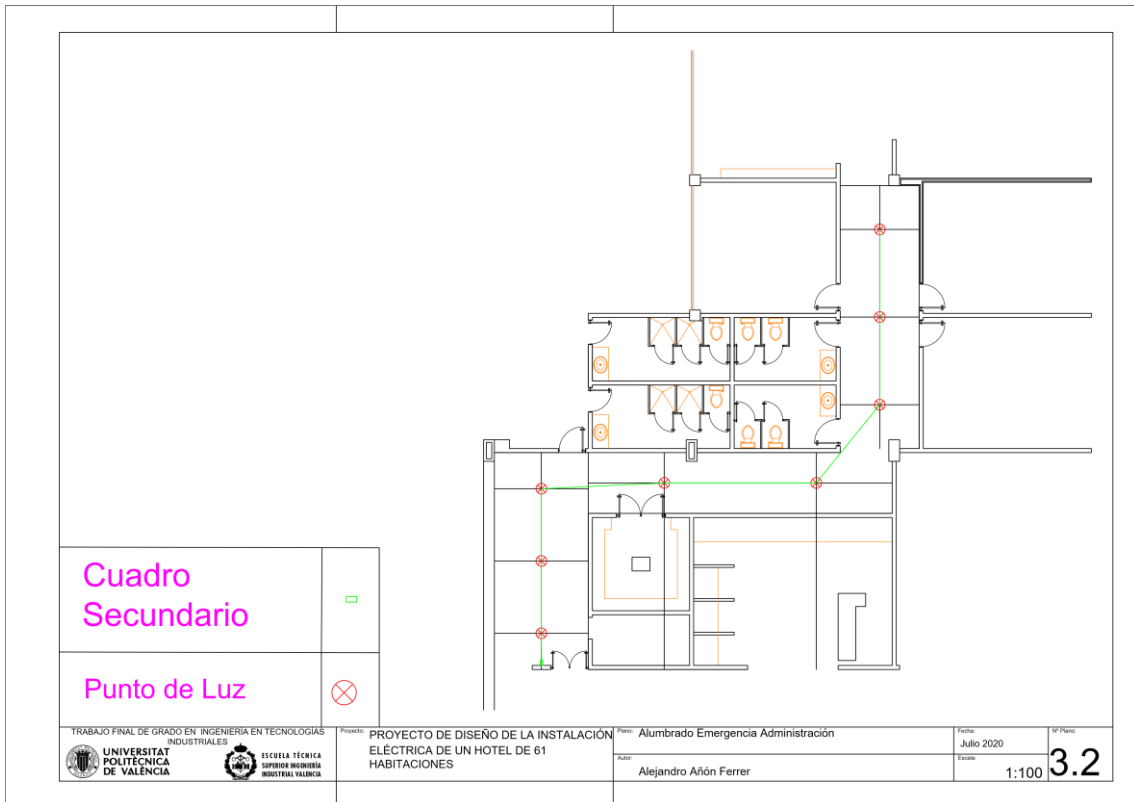 Cuadro
Secundario
Punto de Luz
TRABAJO FINAL DE GRADO EN INGENIERÍA EN TECNOLOGÍAS
INDUSTRIALES
UNIVERSITAT
POLITÈCNICA
DE VALÈNCIA
ESCUELA TÉCNICA
SUPERIOR INGENIERÍA
INDUSTRIAL VALENCIA
Proyecto:
PROYECTO DE DISEÑO DE LA INSTALACIÓN
ELÉCTRICA DE UN HOTEL DE 61
HABITACIONES
Plano: Alumbrado Emergencia Administración
Autor:
Alejandro Añón Ferrer
Fecha:
Julio 2020
Escala:
1:100
Nº Plano:
3.2